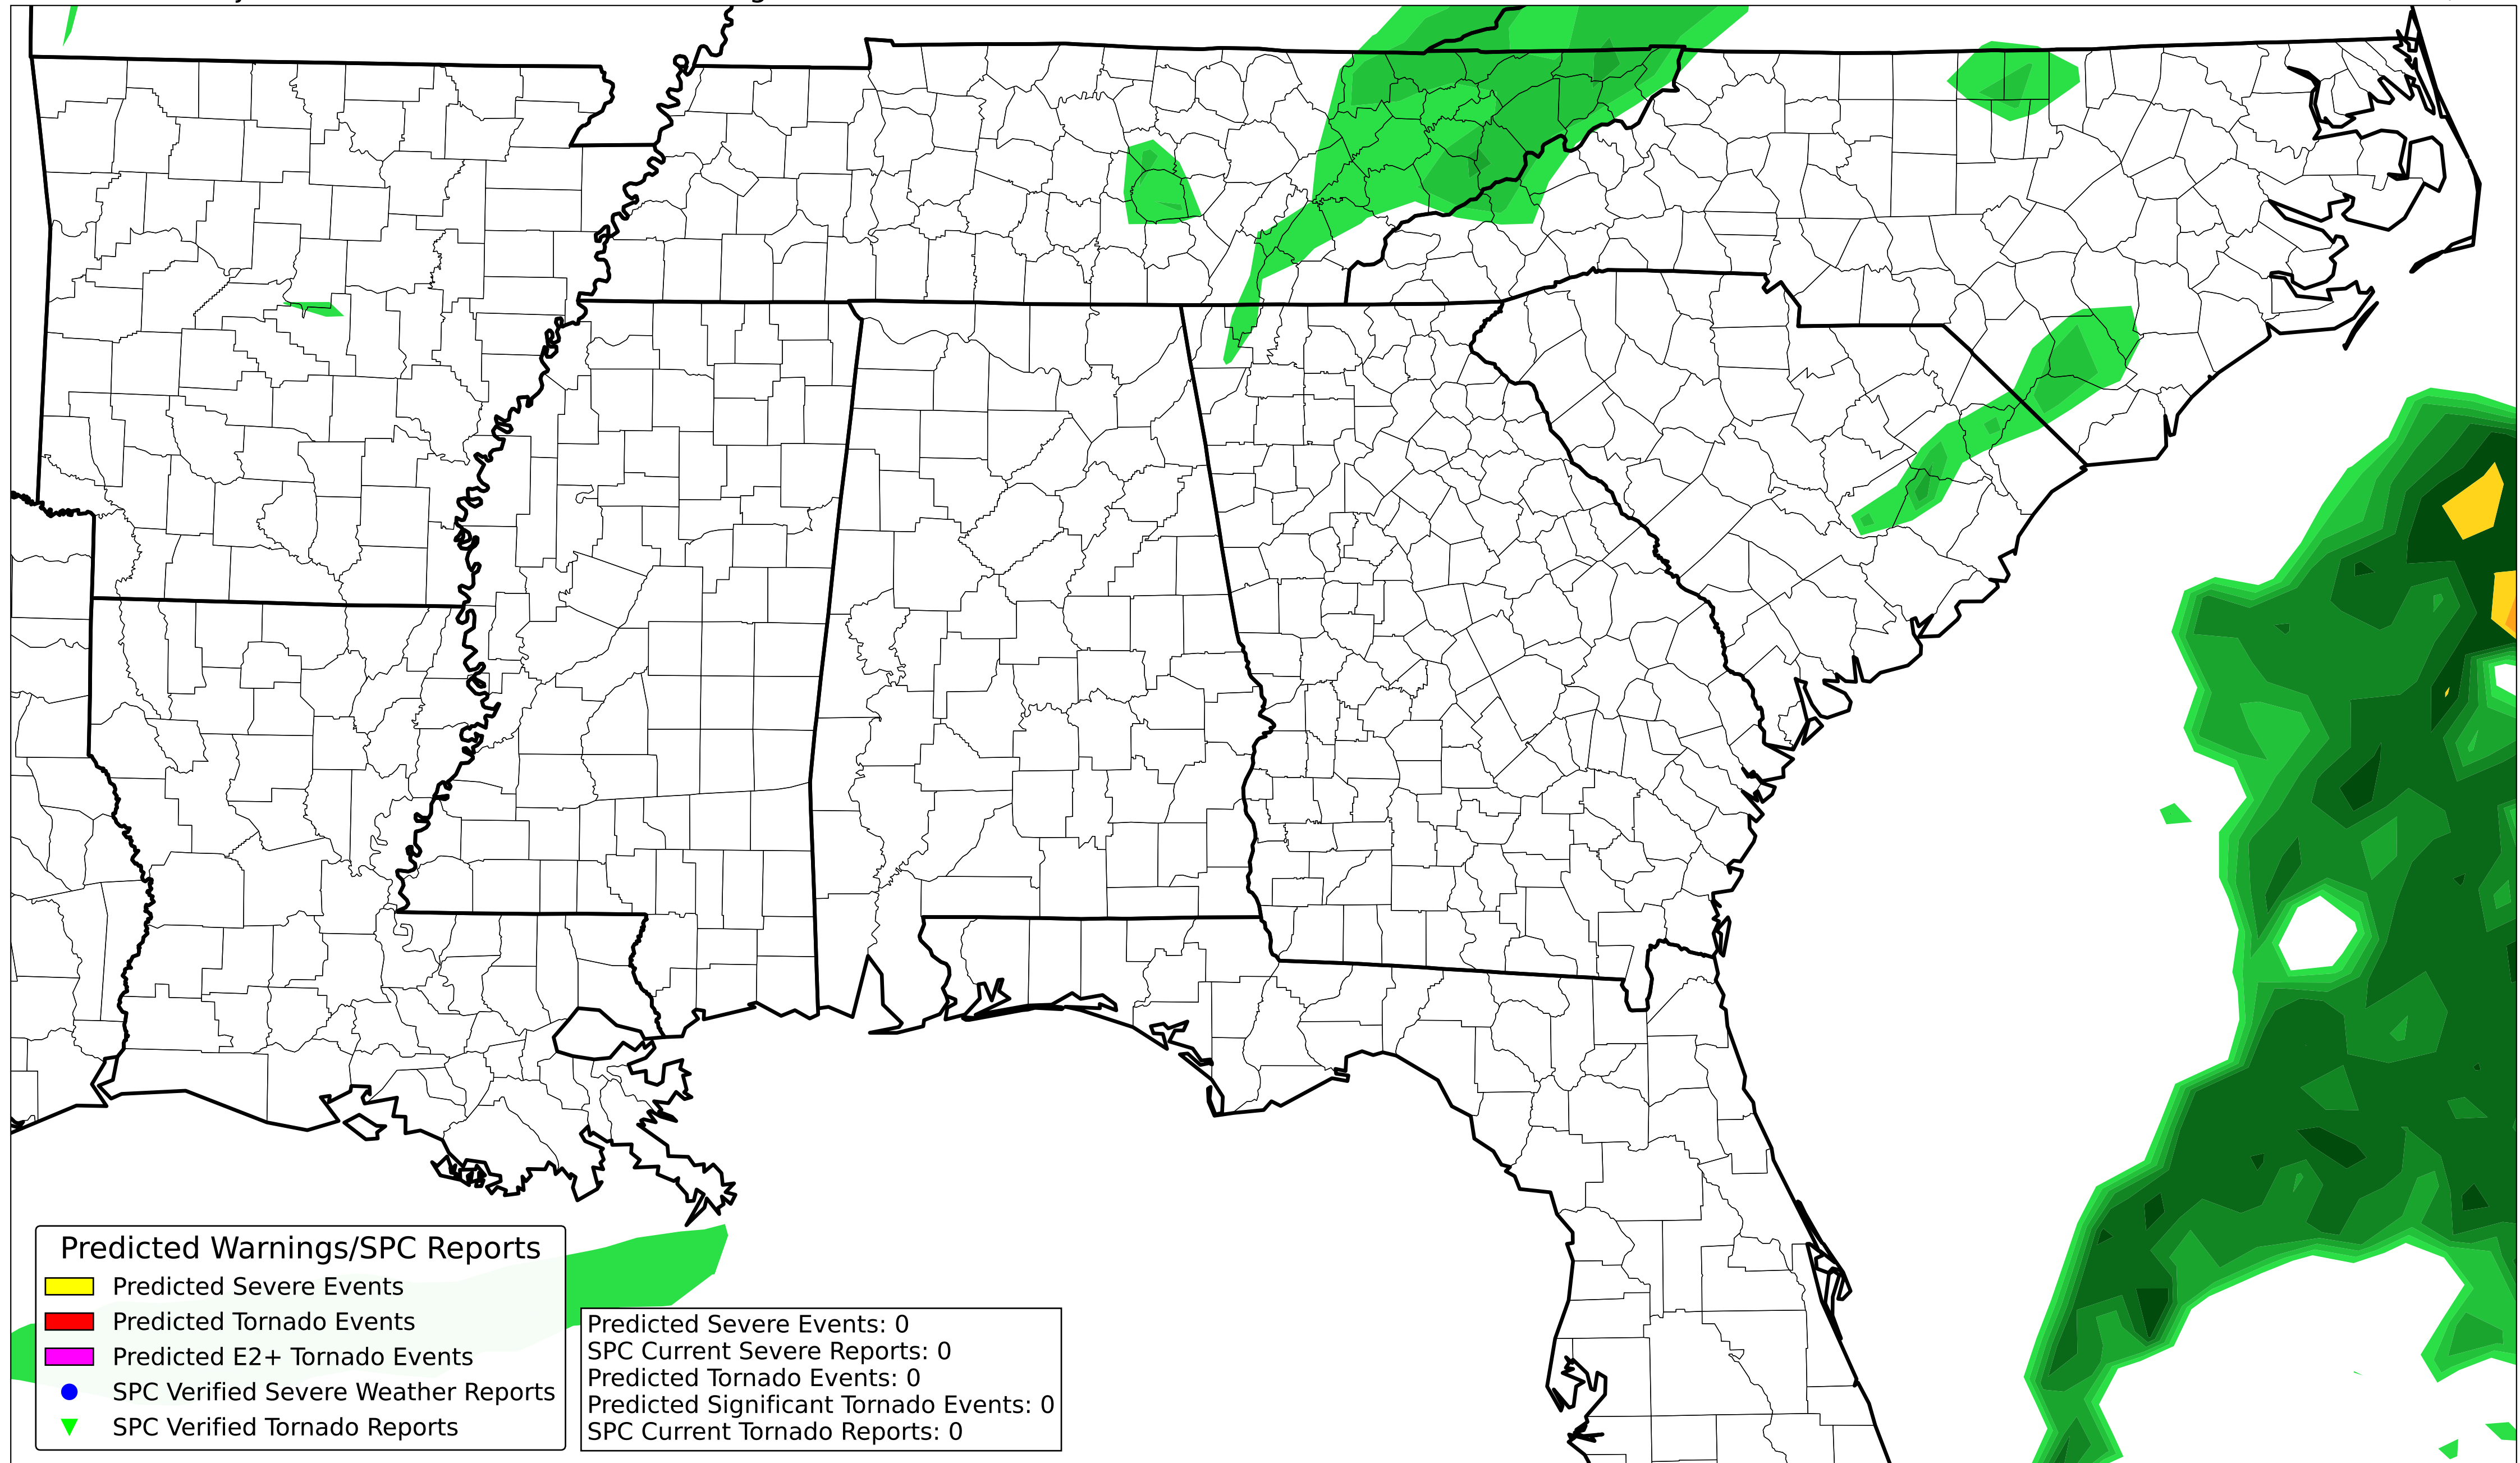 Predicted Warnings/SPC Reports
Predicted Severe Events
Predicted Tornado Events
Predicted E2+ Tornado Events
SPC Verified Severe Weather Reports
SPC Verified Tornado Reports
Predicted Severe Events: 0
SPC Current Severe Reports: 0
Predicted Tornado Events: 0
Predicted Significant Tornado Events: 0
SPC Current Tornado Reports: 0